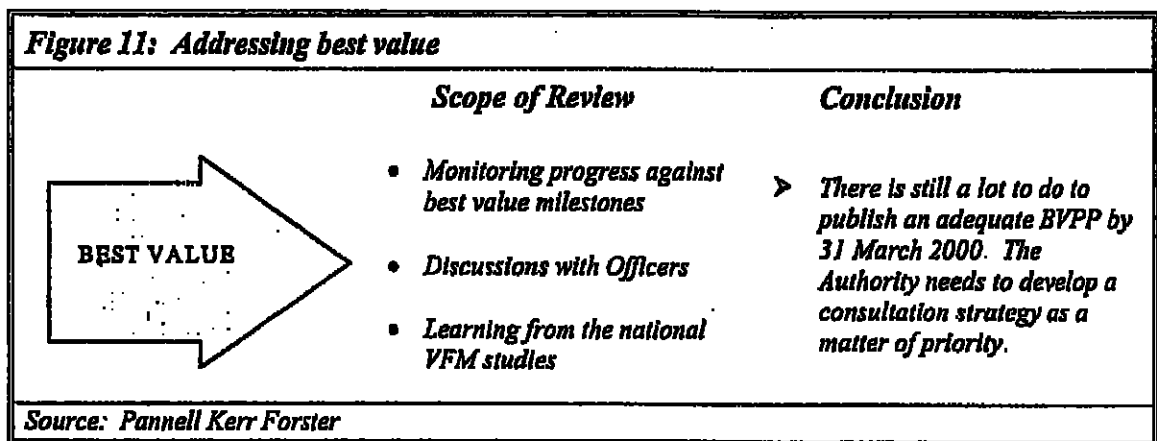 Figure 11: Addressing best value
Scope of Review
Conclusion
BEST VALUE
• Monitoring progress against
best value milestones
• Discussions with Officers
• Learning from the national
VFM studies
➤ There is still a lot to do to
publish an adequate BVPP by
31 March 2000. The
Authority needs to develop a
consultation strategy as a
matter of priority.
Source: Pannell Kerr Forster